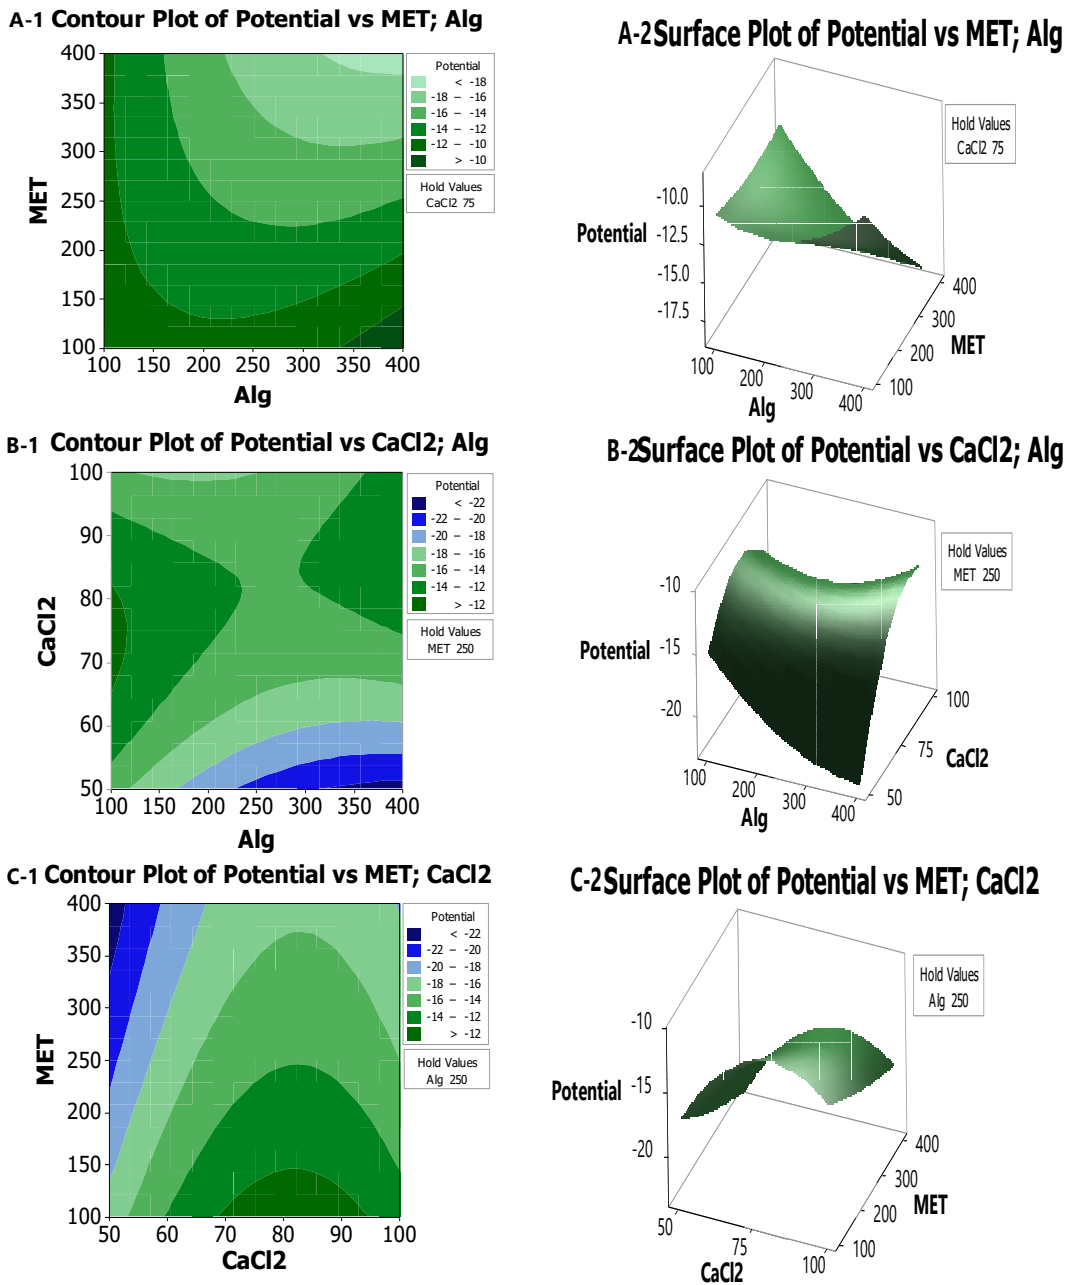 A-1 Contour Plot of Potential vs MET; Alg
400
350
300
250
200
150
100
MET
100 150 200 250 300 350 400
Alg
Potential
< -18
-18 – -16
-16 – -14
-14 – -12
-12 – -10
> -10
Hold Values
CaCl2 75
A-2 Surface Plot of Potential vs MET; Alg
Hold Values
CaCl2 75
-10.0
-12.5
-15.0
-17.5
Potential
100 200 300 400
Alg
400
300
200
100
MET
B-1 Contour Plot of Potential vs CaCl2; Alg
100
90
80
70
60
50
CaCl2
100 150 200 250 300 350 400
Alg
Potential
< -22
-22 – -20
-20 – -18
-18 – -16
-16 – -14
-14 – -12
> -12
Hold Values
MET 250
B-2 Surface Plot of Potential vs CaCl2; Alg
Hold Values
MET 250
-10
-15
-20
Potential
100 200 300 400
Alg
100
75
50
CaCl2
C-1 Contour Plot of Potential vs MET; CaCl2
400
350
300
250
200
150
100
MET
50 60 70 80 90 100
CaCl2
Potential
< -22
-22 – -20
-20 – -18
-18 – -16
-16 – -14
-14 – -12
> -12
Hold Values
Alg 250
C-2 Surface Plot of Potential vs MET; CaCl2
Hold Values
Alg 250
-10
-15
-20
Potential
50 75 100
CaCl2
400
300
200
100
MET